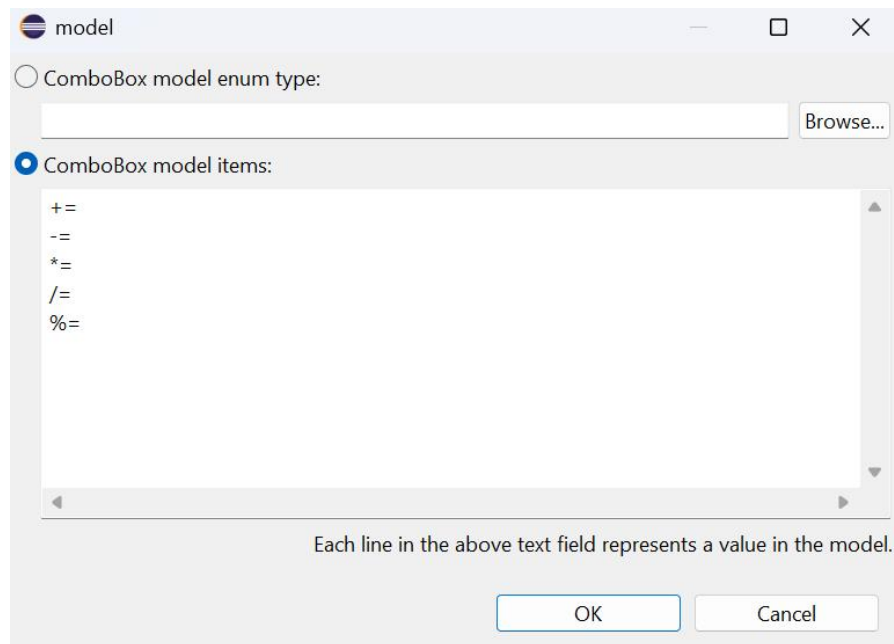 model
ComboBox model enum type:
Browse...
ComboBox model items:
+=
-=
*=
/=
%=
Each line in the above text field represents a value in the model.
OK
Cancel